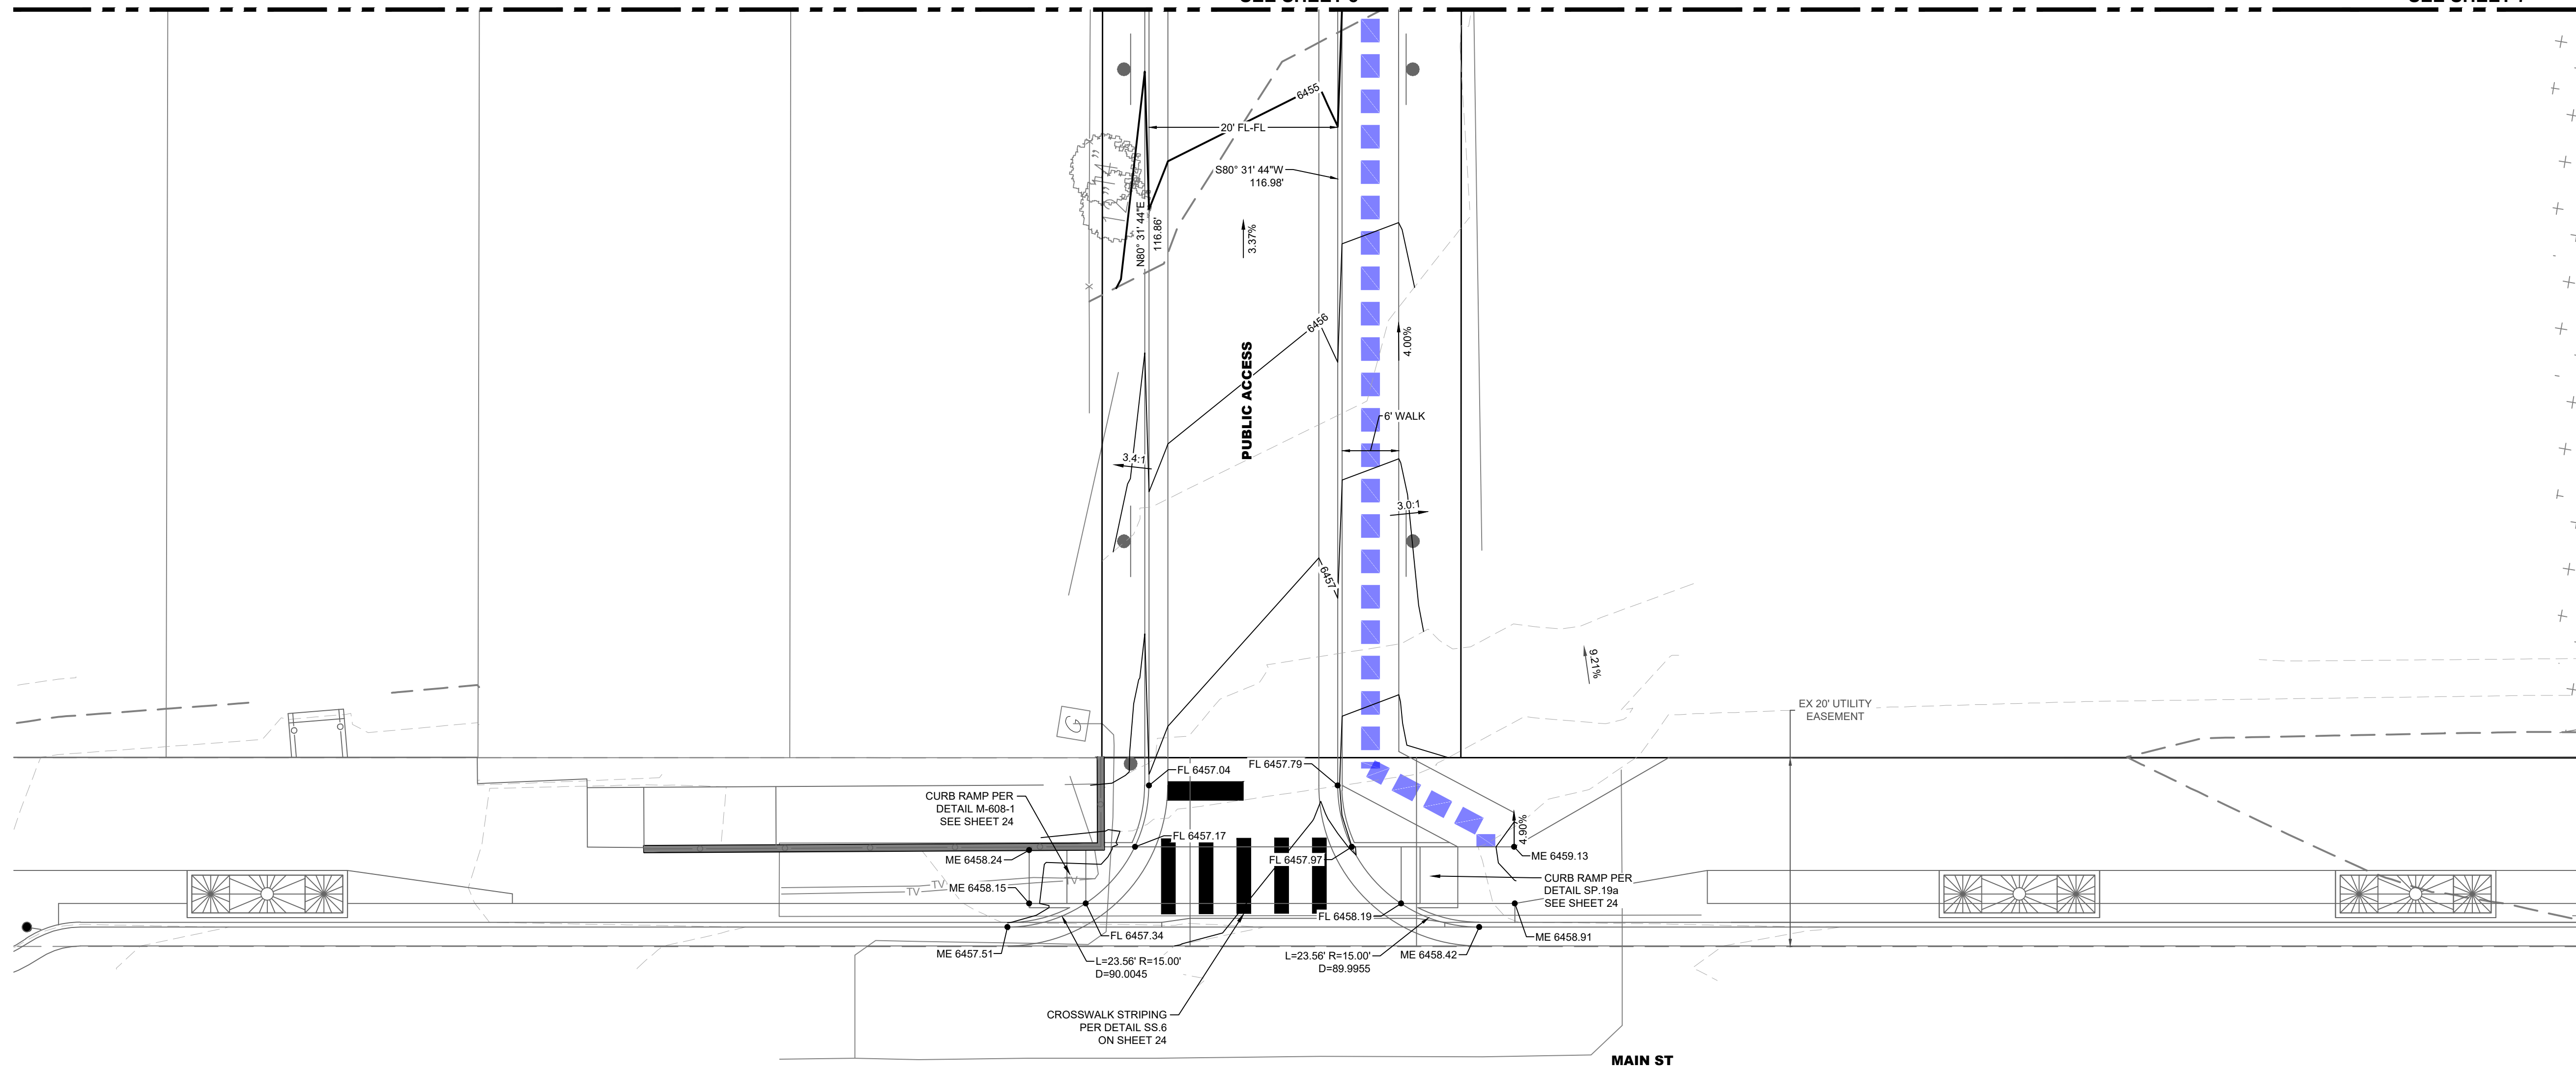 6455
20' FL-FL
S80° 31' 44"W
116.98'
N80° 31' 44"E
116.86'
3.37%
6456
4.00%
PUBLIC ACCESS
6' WALK
3.4:1
3.0:1
6457
9.21%
EX 20' UTILITY
EASEMENT
FL 6457.79
FL 6457.04
CURB RAMP PER
DETAIL M-608-1
SEE SHEET 24
4.90%
FL 6457.17
ME 6458.24
FL 6457.97
ME 6459.13
TV
TV
TV
ME 6458.15
CURB RAMP PER
DETAIL SP.19a
SEE SHEET 24
FL 6458.19
FL 6457.34
ME 6458.91
ME 6457.51
L=23.56' R=15.00'
D=90.0045
L=23.56' R=15.00'
D=89.9955
ME 6458.42
CROSSWALK STRIPING
PER DETAIL SS.6
ON SHEET 24
MAIN ST